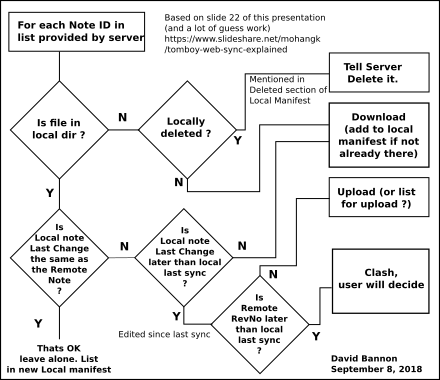 For each Note ID in
list provided by server
Based on slide 22 of this presentation
(and a lot of guess work)
https://www.slideshare.net/mohangk
/tomboy-web-sync-explained
Tell Server
Delete it.
Mentioned in
Deleted section of
Local Manifest
Is file in
local dir ?
N
Locally
deleted ?
Y
N
Y
Download
(add to local
manifest if not
already there)
Upload (or list
for upload ?)
Is
Local note
Last Change
the same as
the Remote
Note
?
N
Is
Local note
Last Change
later than local
last sync
?
N
Y
Y
Edited since last sync
Is
Remote
RevNo later
than local
last sync
?
N
Y
Clash,
user will decide
Thats OK
leave alone. List
in new Local manifest
David Bannon
September 8, 2018